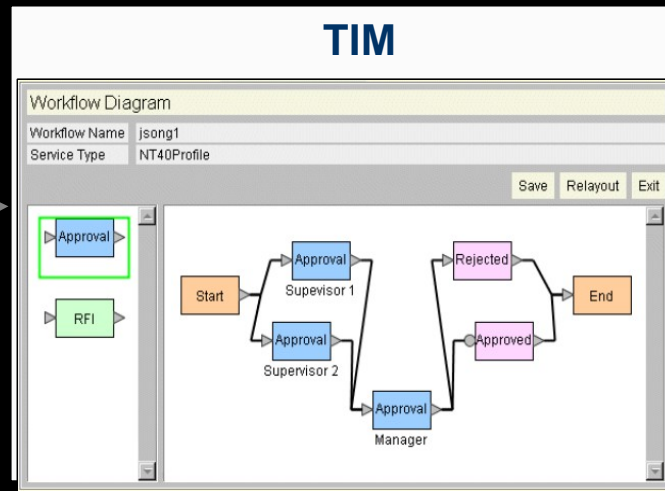 TIM
Workflow Diagram
Workflow Name jsong1
Service Type NT40Profile
Save Relayout Exit
Approval
RFI
Start
Approval
Supevisor 1
Approval
Supervisor 2
Approval
Manager
Rejected
Approved
End